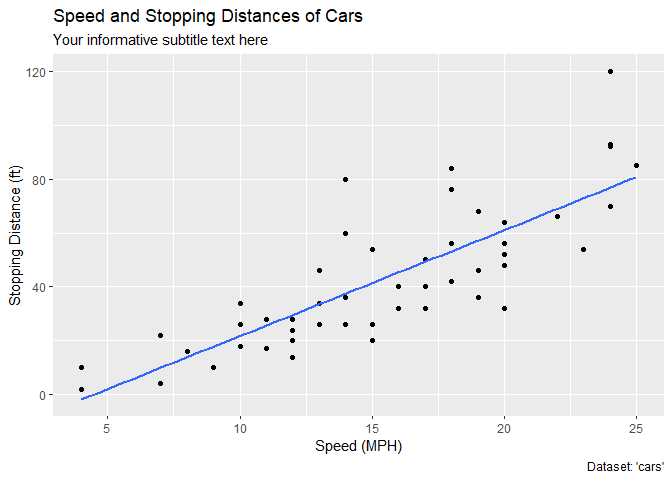 Speed and Stopping Distances of Cars
Your informative subtitle text here
120
80
40
0
Stopping Distance (ft)
5 10 15 20 25
Speed (MPH)
Dataset: 'cars'